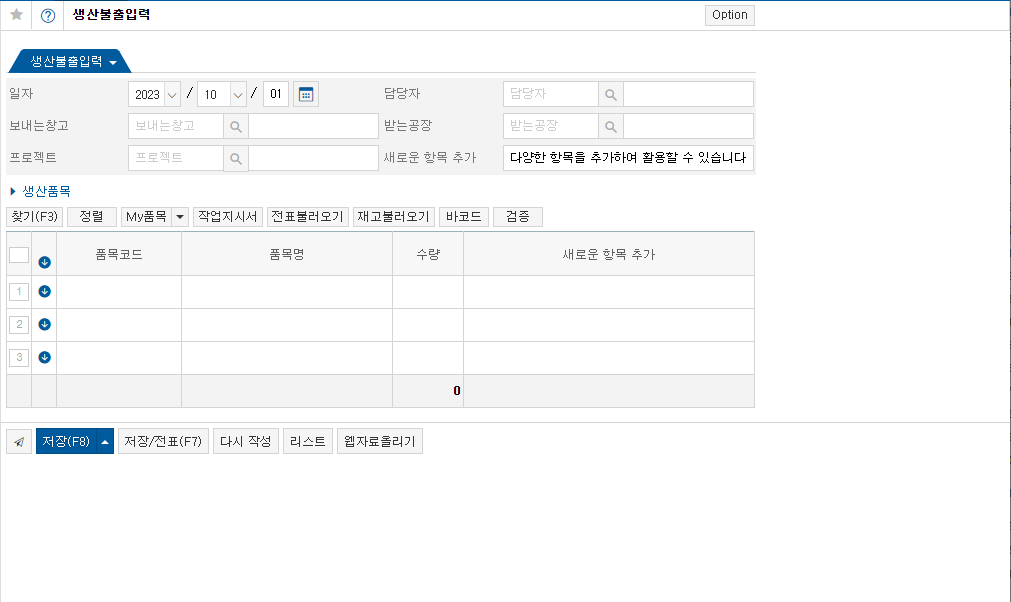 생산불출입력
Option
생산불출입력
일자 2023 / 10 / 01 담당자 담당자
보내는창고 보내는창고 받는공장 받는공장
프로젝트 프로젝트 새로운 항목 추가 다양한 항목을 추가하여 활용할 수 있습니다
생산품목
찾기(F3) 정렬 My품목 작업지시서 전표불러오기 재고불러오기 바코드 검증
품목코드 품목명 수량 새로운 항목 추가
1
2
3
0
저장(F8) 저장/전표(F7) 다시 작성 리스트 웹자료올리기